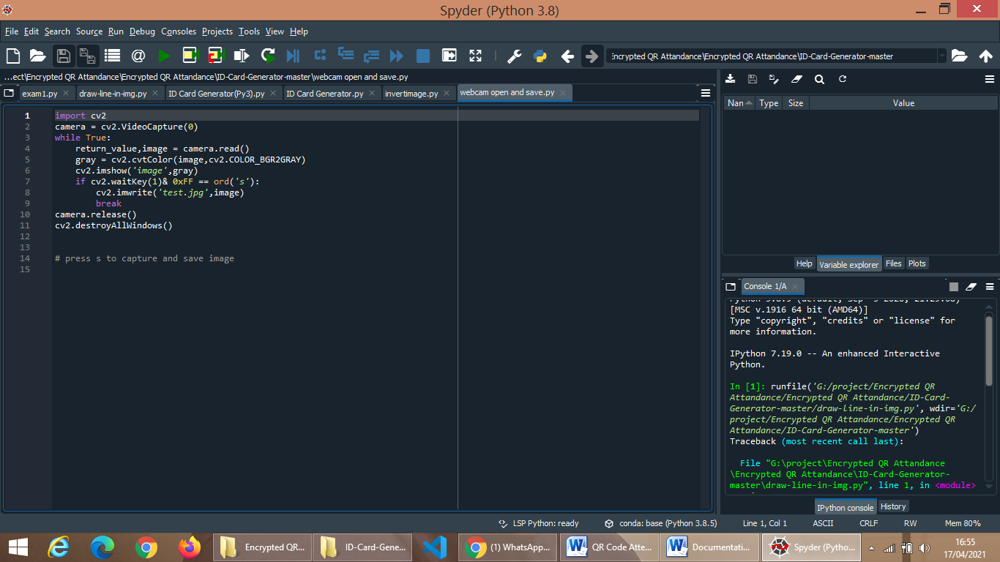 Spyder (Python 3.8)
File Edit Search Source Run Debug Consoles Projects Tools View Help
Encrypted QR Attandance\Encrypted QR Attandance\ID-Card-Generator-master
...ect\Encrypted QR Attandance\Encrypted QR Attandance\ID-Card-Generator-master\webcam open and save.py
exam1.py draw-line-in-img.py ID Card Generator(Py3).py ID Card Generator.py invertimage.py webcam open and save.py
1 import cv2
2 camera = cv2.VideoCapture(0)
3 while True:
4 return_value,image = camera.read()
5 gray = cv2.cvtColor(image,cv2.COLOR_BGR2GRAY)
6 cv2.imshow('image',gray)
7 if cv2.waitKey(1)& 0xFF == ord('s'):
8 cv2.imwrite('test.jpg',image)
9 break
10 camera.release()
11 cv2.destroyAllWindows()
12
13
14 # press s to capture and save image
15
Nan Type Size Value
Help Variable explorer Files Plots
Console 1/A
[MSC v.1916 64 bit (AMD64)]
Type "copyright", "credits" or "license" for
more information.
IPython 7.19.0 -- An enhanced Interactive
Python.
In [1]: runfile('G:/project/Encrypted QR
Attandance/Encrypted QR Attandance/ID-Card-
Generator-master/draw-line-in-img.py', wdir='G:/
project/Encrypted QR Attandance/Encrypted QR
Attandance/ID-Card-Generator-master')
Traceback (most recent call last):
File "G:\project\Encrypted QR Attandance
\Encrypted QR Attandance\ID-Card-Generator-
master\draw-line-in-img.py", line 1, in <module>
IPython console History
LSP Python: ready conda: base (Python 3.8.5) Line 1, Col 1 ASCII CRLF RW Mem 80%
Encrypted QR... ID-Card-Gene... (1) WhatsApp... QR Code Atte... Documentati... Spyder (Pytho... 16:55
17/04/2021